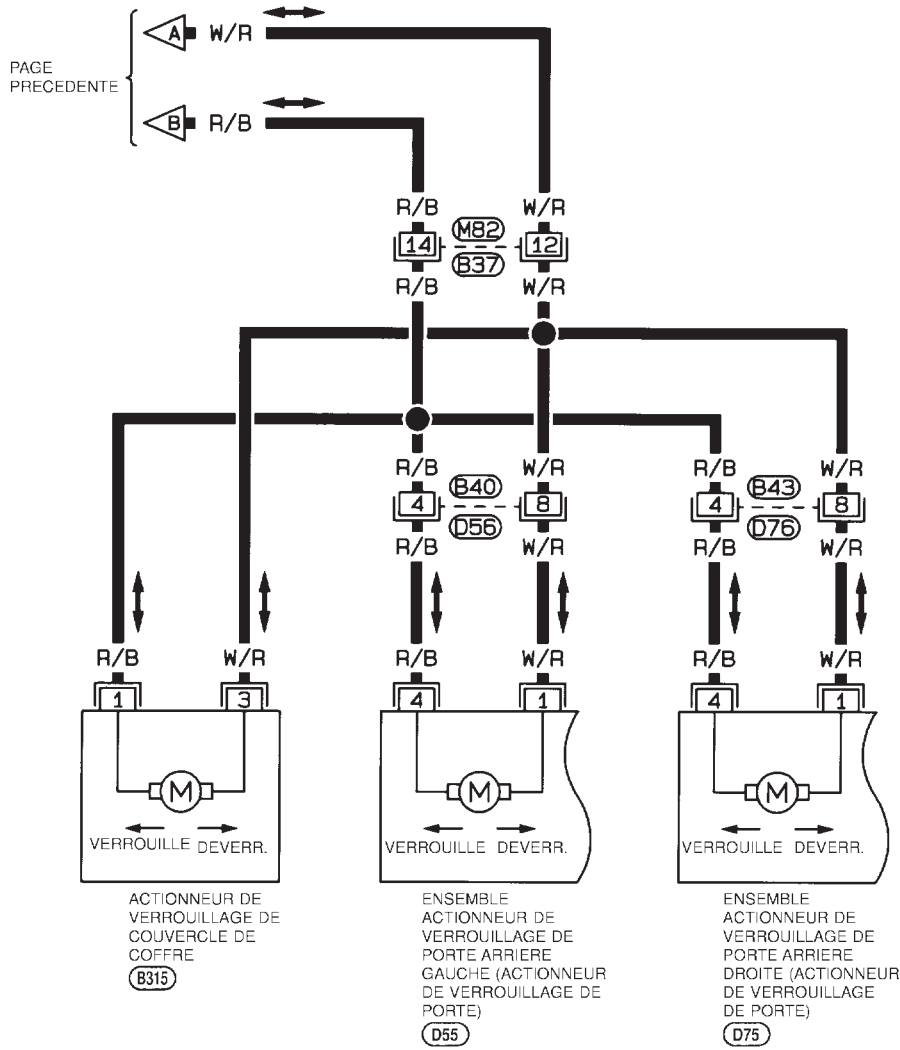 A W/R
PAGE
PRECEDENTE
B R/B
R/B W/R
14 M82 12
B37
R/B W/R
R/B W/R R/B W/R
4 B40 8 4 B43 8
D56 D76
R/B W/R R/B W/R
R/B W/R R/B W/R R/B W/R
1 3 4 1 4 1
M M M
VERROUILLE DEVERR. VERROUILLE DEVERR. VERROUILLE DEVERR.
ACTIONNEUR DE
VERROUILLAGE DE
COUVERCLE DE
COFFRE
B315
ENSEMBLE
ACTIONNEUR DE
VERROUILLAGE DE
PORTE ARRIERE
GAUCHE (ACTIONNEUR
DE VERROUILLAGE DE
PORTE)
D55
ENSEMBLE
ACTIONNEUR DE
VERROUILLAGE DE
PORTE ARRIERE
DROITE (ACTIONNEUR
DE VERROUILLAGE
DE PORTE)
D75